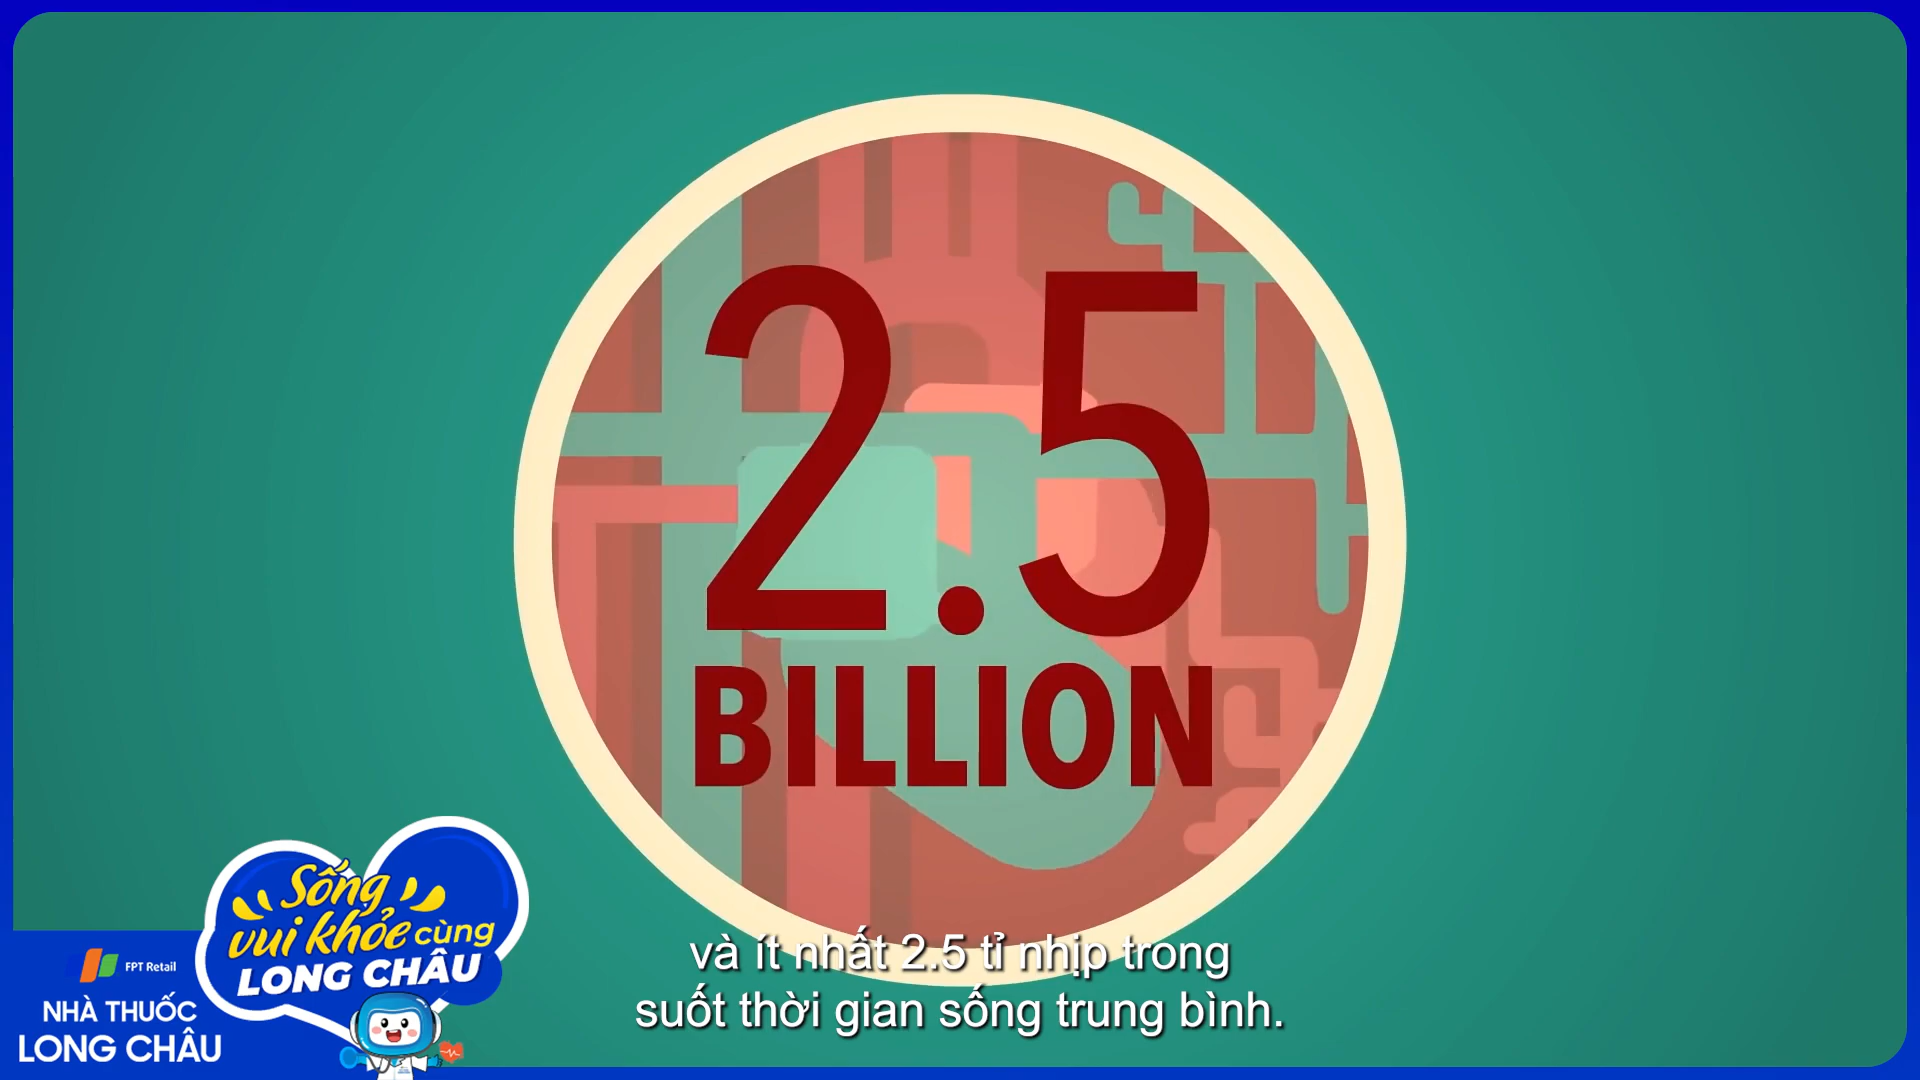 2.5
BILLION
và ít nhất 2.5 tỉ nhịp trong
suốt thời gian sống trung bình.
Sống
vui khỏe cùng
LONG CHÂU
FPT Retail
NHÀ THUỐC
LONG CHÂU